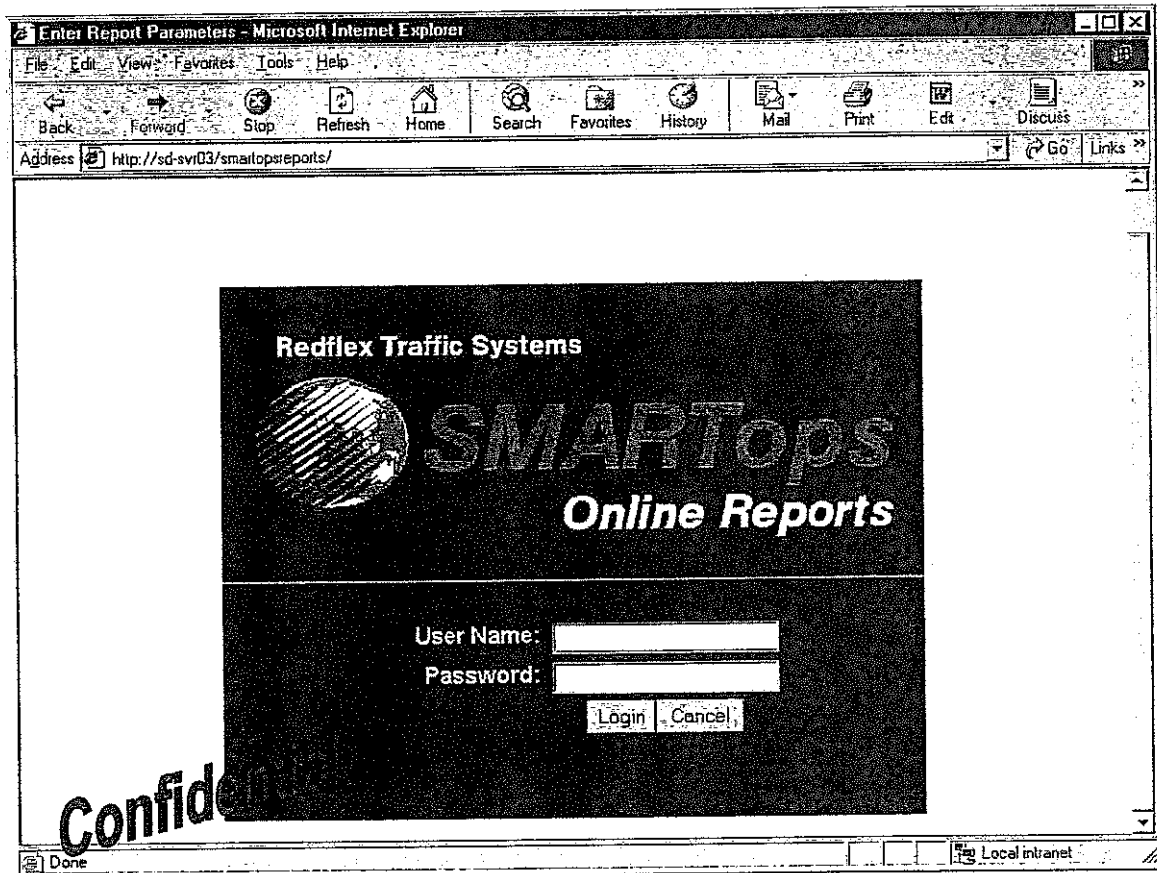 Enter Report Parameters - Microsoft Internet Explorer
File Edit View Favorites Tools Help
Back Forward Stop Refresh Home Search Favorites History Mail Print Edit Discuss
Address http://sd-svr03/smartopsreports/ Go Links
Redflex Traffic Systems
SMARTops
Online Reports
User Name:
Password:
Login Cancel
Confiden
Done Local intranet